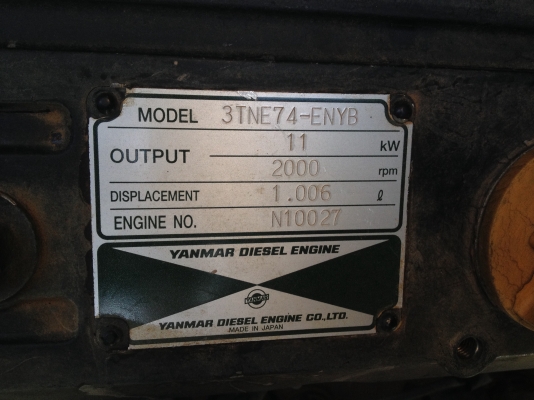 MODEL 3TNE74-ENYB
OUTPUT 11 kW
2000 rpm
DISPLACEMENT 1.006 ℓ
ENGINE NO. N10027
YANMAR DIESEL ENGINE
YANMAR
YANMAR DIESEL ENGINE CO.,LTD.
MADE IN JAPAN